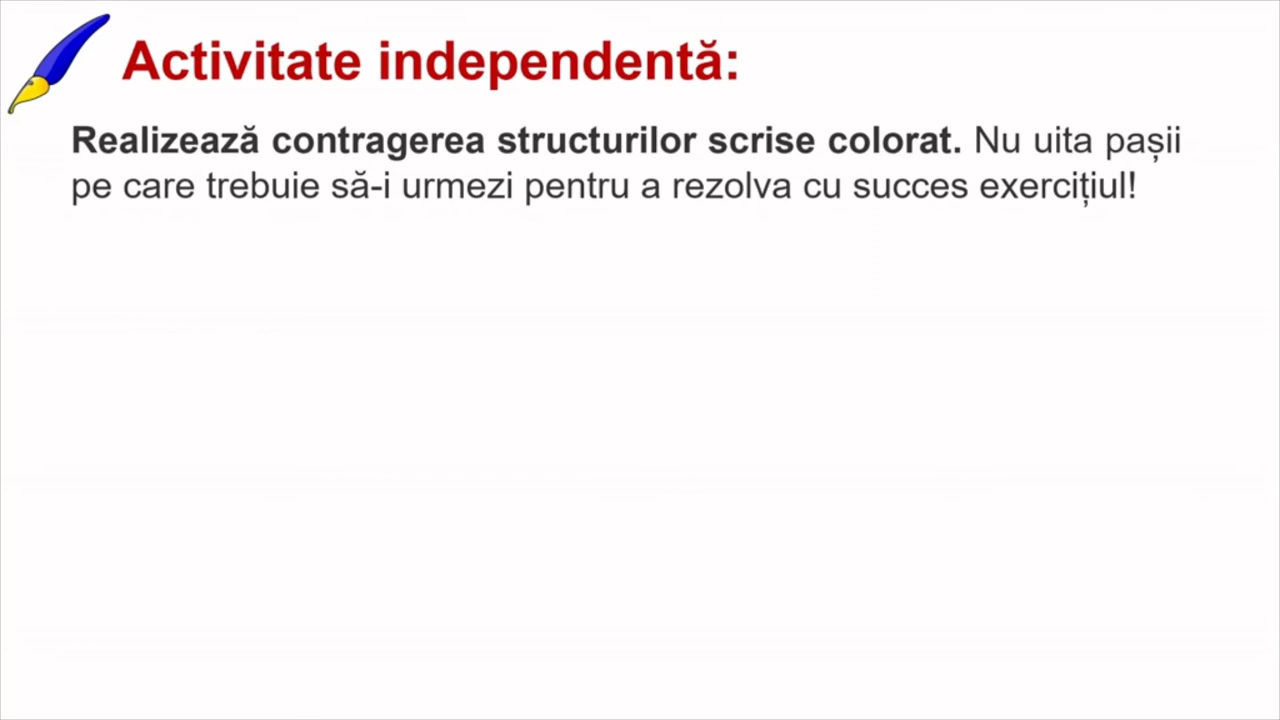 Activitate independentă:
Realizează contragerea structurilor scrise colorat. Nu uita pașii
pe care trebuie să-i urmezi pentru a rezolva cu succes exercițiul!